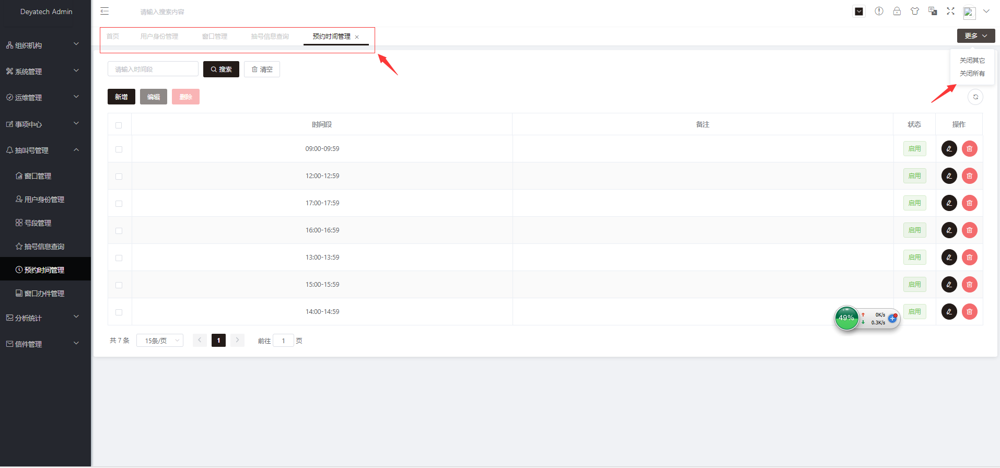 Deyatech Admin
请输入搜索内容
首页 用户身份管理 窗口管理 抽号信息查询 预约时间管理
更多
关闭其它
关闭所有
组织机构
系统管理
运维管理
事项中心
抽叫号管理
窗口管理
用户身份管理
号段管理
抽号信息查询
预约时间管理
窗口办件管理
分析统计
信件管理
请输入时间段 搜索 清空
新增 编辑 删除
时间段 备注 状态 操作
09:00-09:59 启用
12:00-12:59 启用
17:00-17:59 启用
16:00-16:59 启用
13:00-13:59 启用
15:00-15:59 启用
14:00-14:59 启用
49% 0K/s
0.3K/s
共 7 条 15条/页 1 前往 1 页